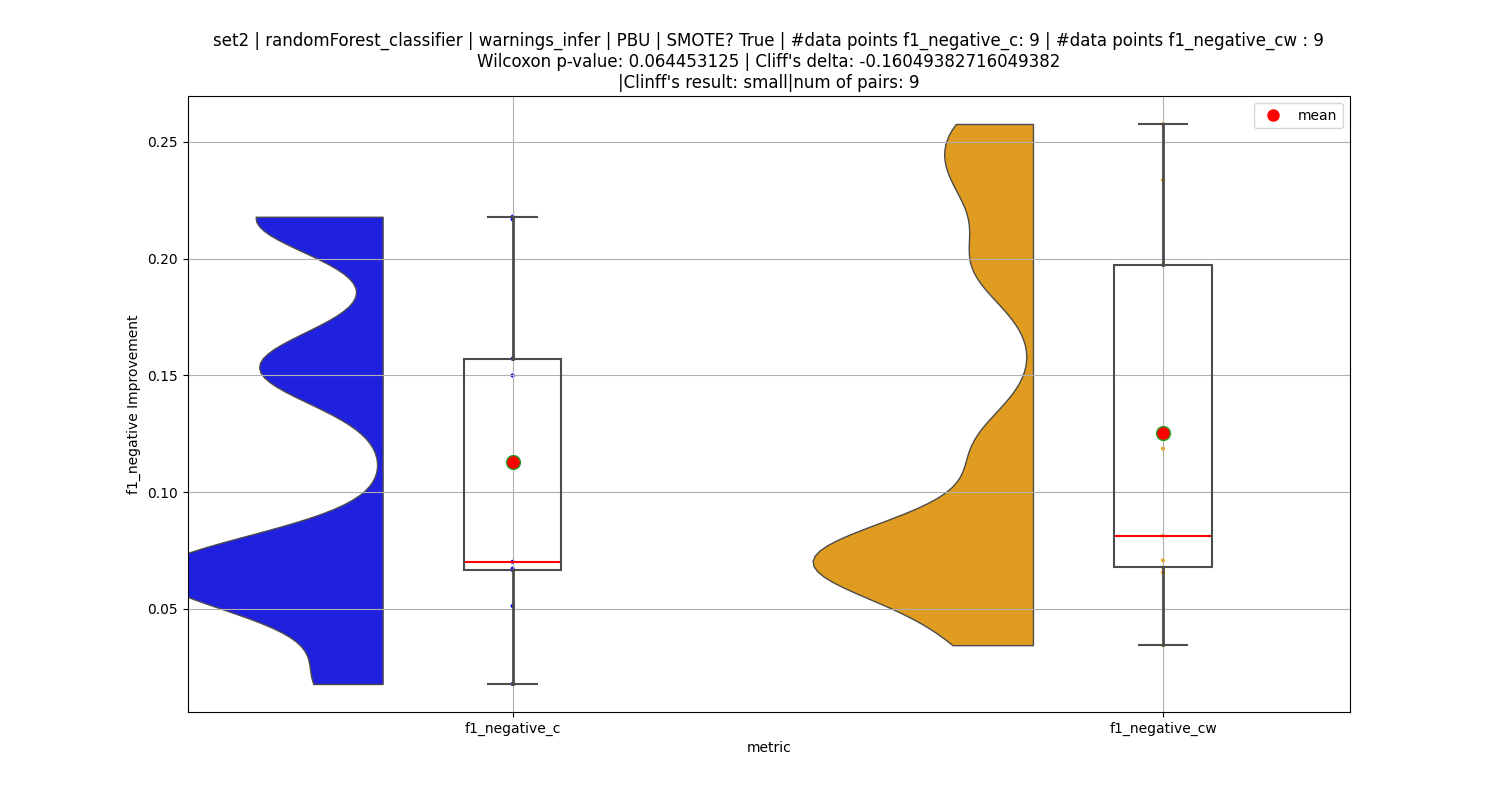 set2 | randomForest_classifier | warnings_infer | PBU | SMOTE? True | #data points f1_negative_c: 9 | #data points f1_negative_cw : 9
Wilcoxon p-value: 0.064453125 | Cliff's delta: -0.16049382716049382
|Clinff's result: small|num of pairs: 9
mean
0.25
0.20
0.15
0.10
0.05
f1_negative Improvement
f1_negative_c
f1_negative_cw
metric